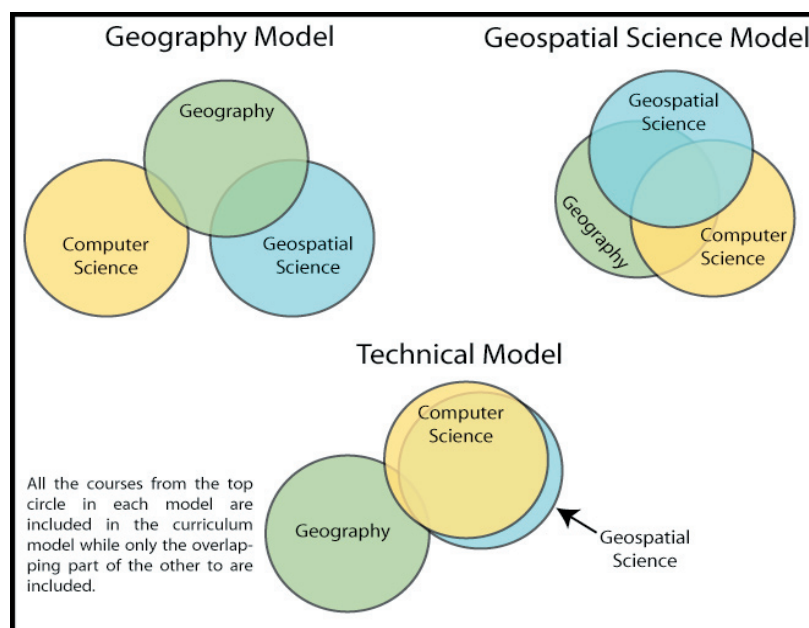 Geography Model
Geospatial Science Model
Geography
Computer
Science
Geospatial
Science
Geospatial
Science
Geography
Computer
Science
Technical Model
Computer
Science
Geography
Geospatial
Science
All the courses from the top
circle in each model are
included in the curriculum
model while only the overlap-
ping part of the other to are
included.